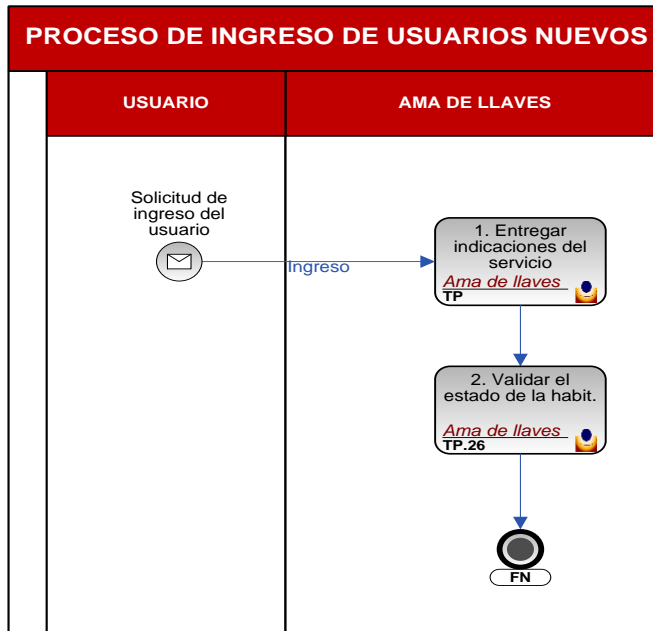 PROCESO DE INGRESO DE USUARIOS NUEVOS
USUARIO
AMA DE LLAVES
Solicitud de
ingreso del
usuario
Ingreso
1. Entregar
indicaciones del
servicio
Ama de llaves
TP
2. Validar el
estado de la habit.
Ama de llaves
TP.26
FN